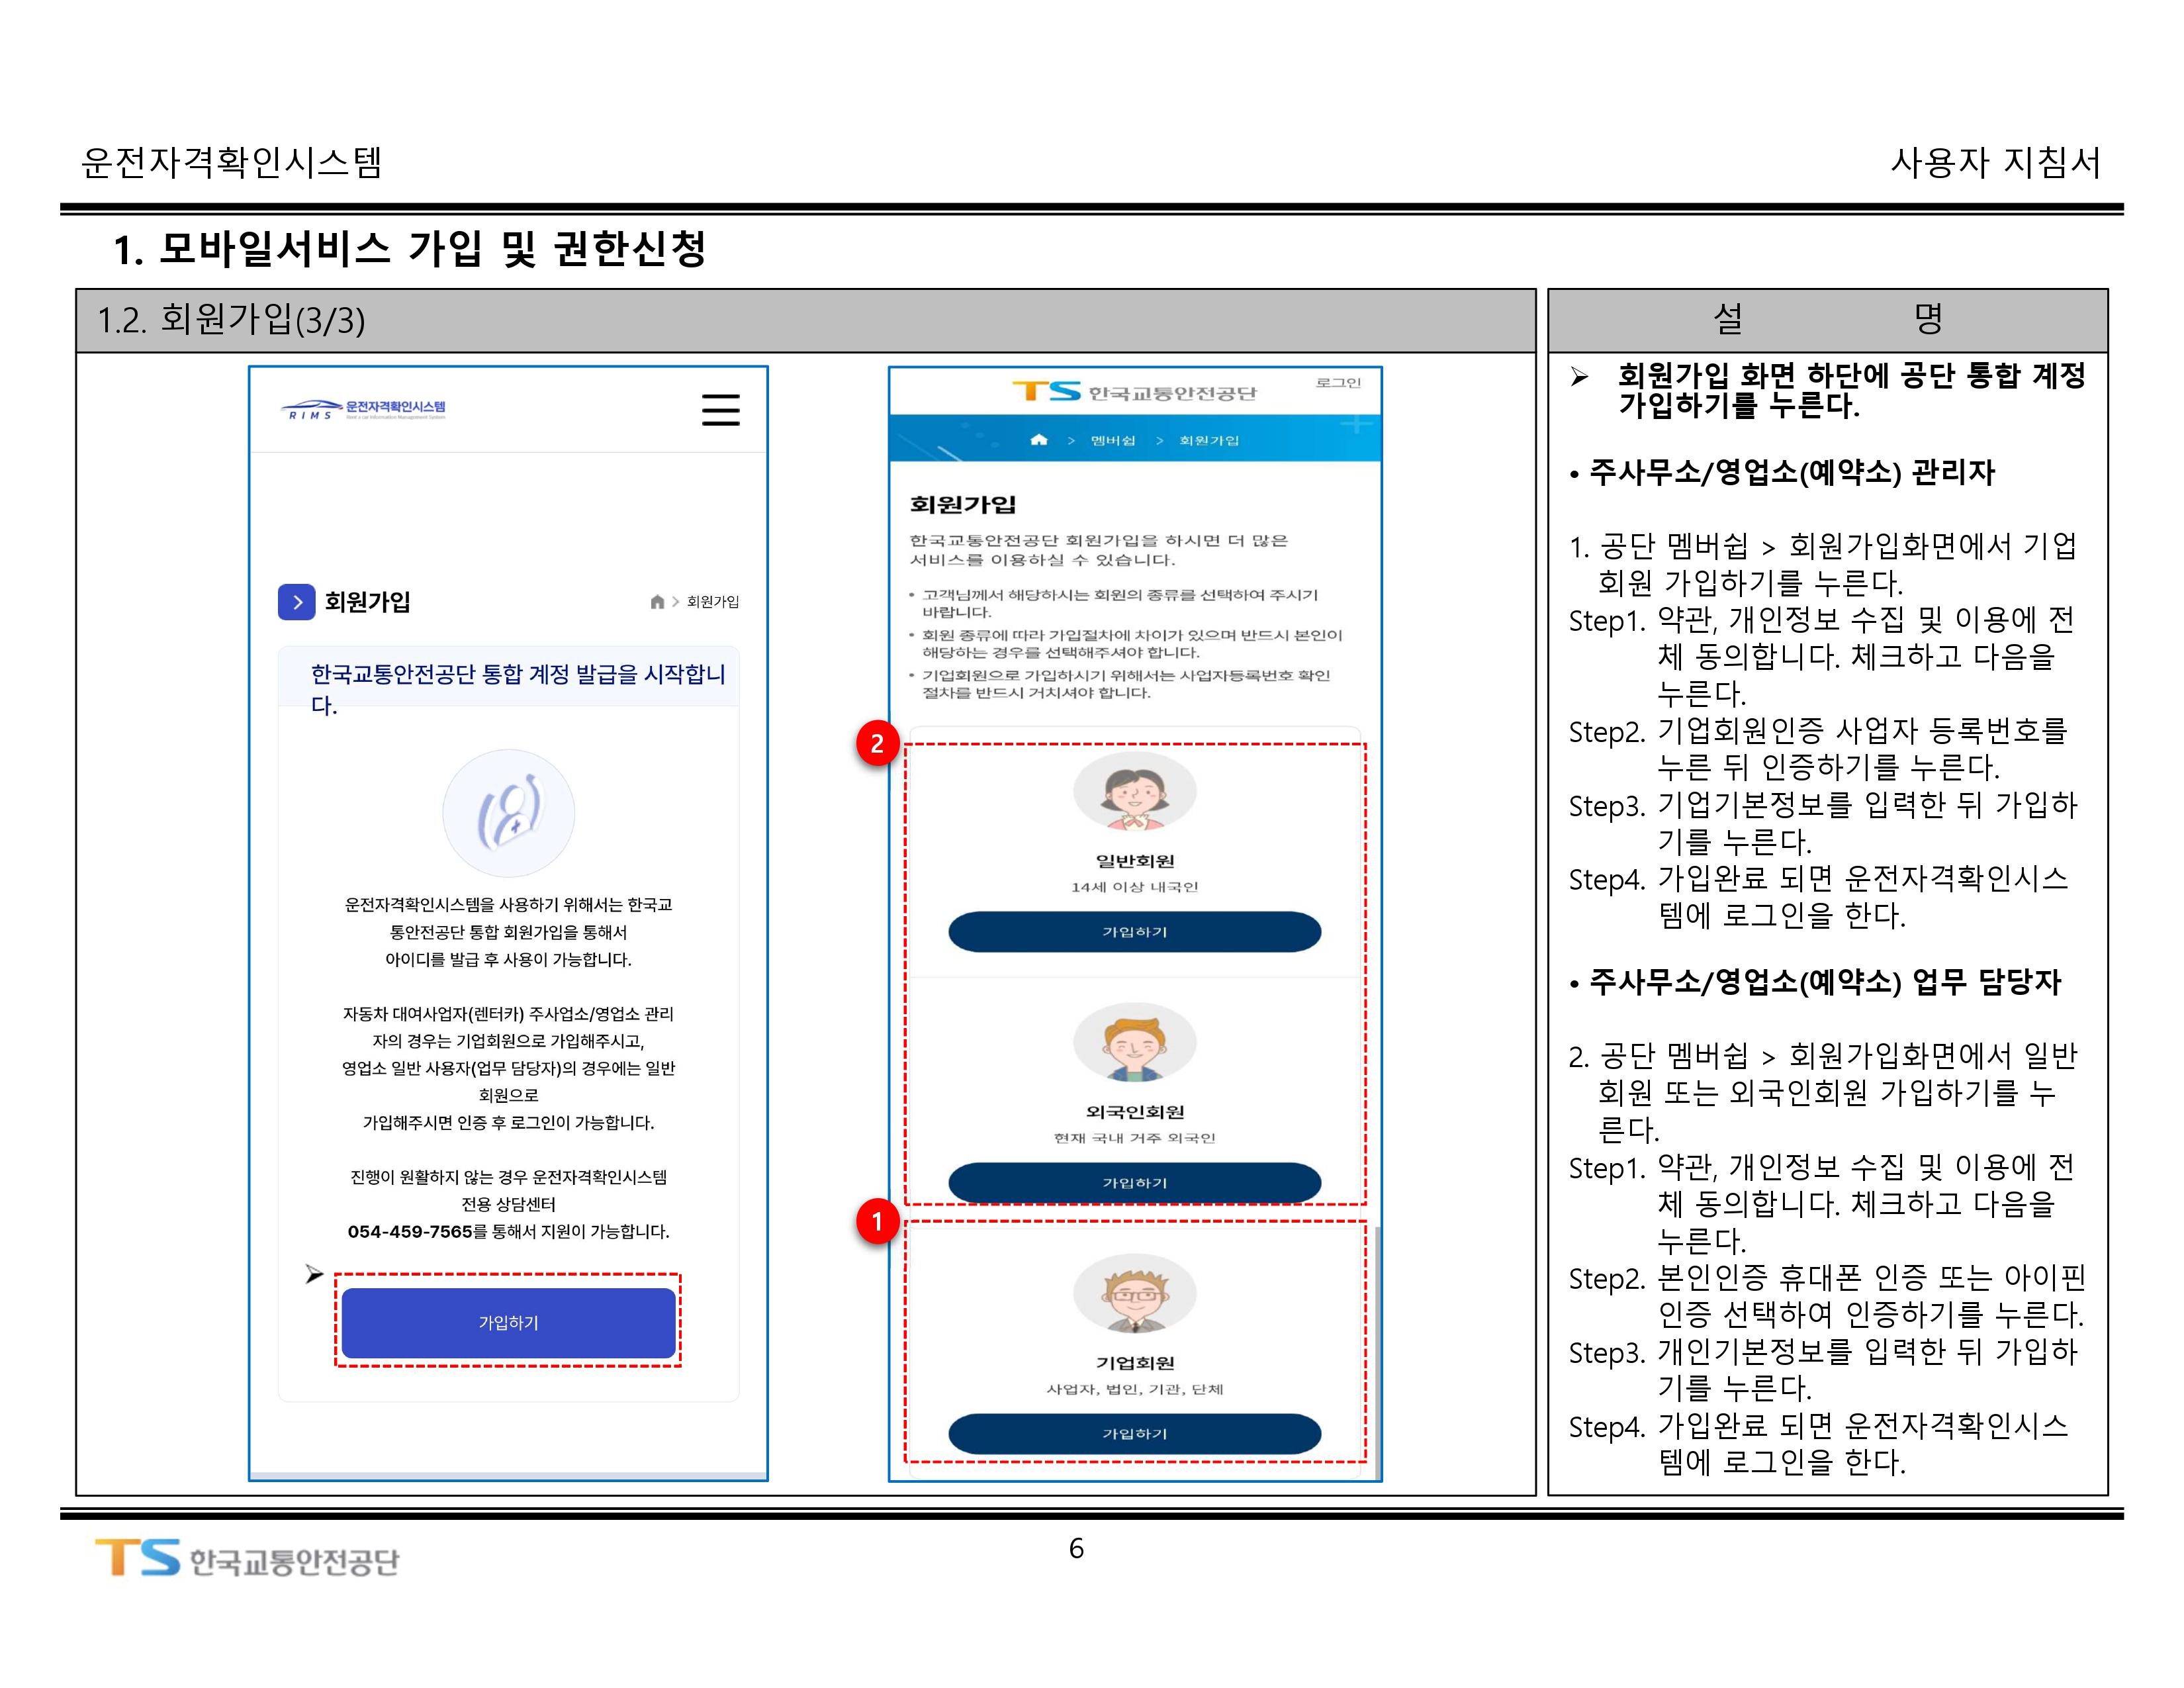 운전자격확인시스템
사용자 지침서
1. 모바일서비스 가입 및 권한신청
1.2. 회원가입(3/3)
RIMS 운전자격확인시스템
회원가입
> 회원가입
한국교통안전공단 통합 계정 발급을 시작합니
다.
운전자격확인시스템을 사용하기 위해서는 한국교
통안전공단 통합 회원가입을 통해서
아이디를 발급 후 사용이 가능합니다.
자동차 대여사업자(렌터카) 주사업소/영업소 관리
자의 경우는 기업회원으로 가입해주시고,
영업소 일반 사용자(업무 담당자)의 경우에는 일반
회원으로
가입해주시면 인증 후 로그인이 가능합니다.
진행이 원활하지 않는 경우 운전자격확인시스템
전용 상담센터
054-459-7565를 통해서 지원이 가능합니다.
➢
가입하기
TS 한국교통안전공단
로그인
> 멤버쉽 > 회원가입
회원가입
한국교통안전공단 회원가입을 하시면 더 많은
서비스를 이용하실 수 있습니다.
• 고객님께서 해당하시는 회원의 종류를 선택하여 주시기
바랍니다.
• 회원 종류에 따라 가입절차에 차이가 있으며 반드시 본인이
해당하는 경우를 선택해주셔야 합니다.
• 기업회원으로 가입하시기 위해서는 사업자등록번호 확인
절차를 반드시 거치셔야 합니다.
2
일반회원
14세 이상 내국인
가입하기
외국인회원
현재 국내 거주 외국인
가입하기
1
기업회원
사업자, 법인, 기관, 단체
가입하기
설 명
➢ 회원가입 화면 하단에 공단 통합 계정
가입하기를 누른다.
• 주사무소/영업소(예약소) 관리자
1. 공단 멤버쉽 > 회원가입화면에서 기업
회원 가입하기를 누른다.
Step1. 약관, 개인정보 수집 및 이용에 전
체 동의합니다. 체크하고 다음을
누른다.
Step2. 기업회원인증 사업자 등록번호를
누른 뒤 인증하기를 누른다.
Step3. 기업기본정보를 입력한 뒤 가입하
기를 누른다.
Step4. 가입완료 되면 운전자격확인시스
템에 로그인을 한다.
• 주사무소/영업소(예약소) 업무 담당자
2. 공단 멤버쉽 > 회원가입화면에서 일반
회원 또는 외국인회원 가입하기를 누
른다.
Step1. 약관, 개인정보 수집 및 이용에 전
체 동의합니다. 체크하고 다음을
누른다.
Step2. 본인인증 휴대폰 인증 또는 아이핀
인증 선택하여 인증하기를 누른다.
Step3. 개인기본정보를 입력한 뒤 가입하
기를 누른다.
Step4. 가입완료 되면 운전자격확인시스
템에 로그인을 한다.
TS 한국교통안전공단
6